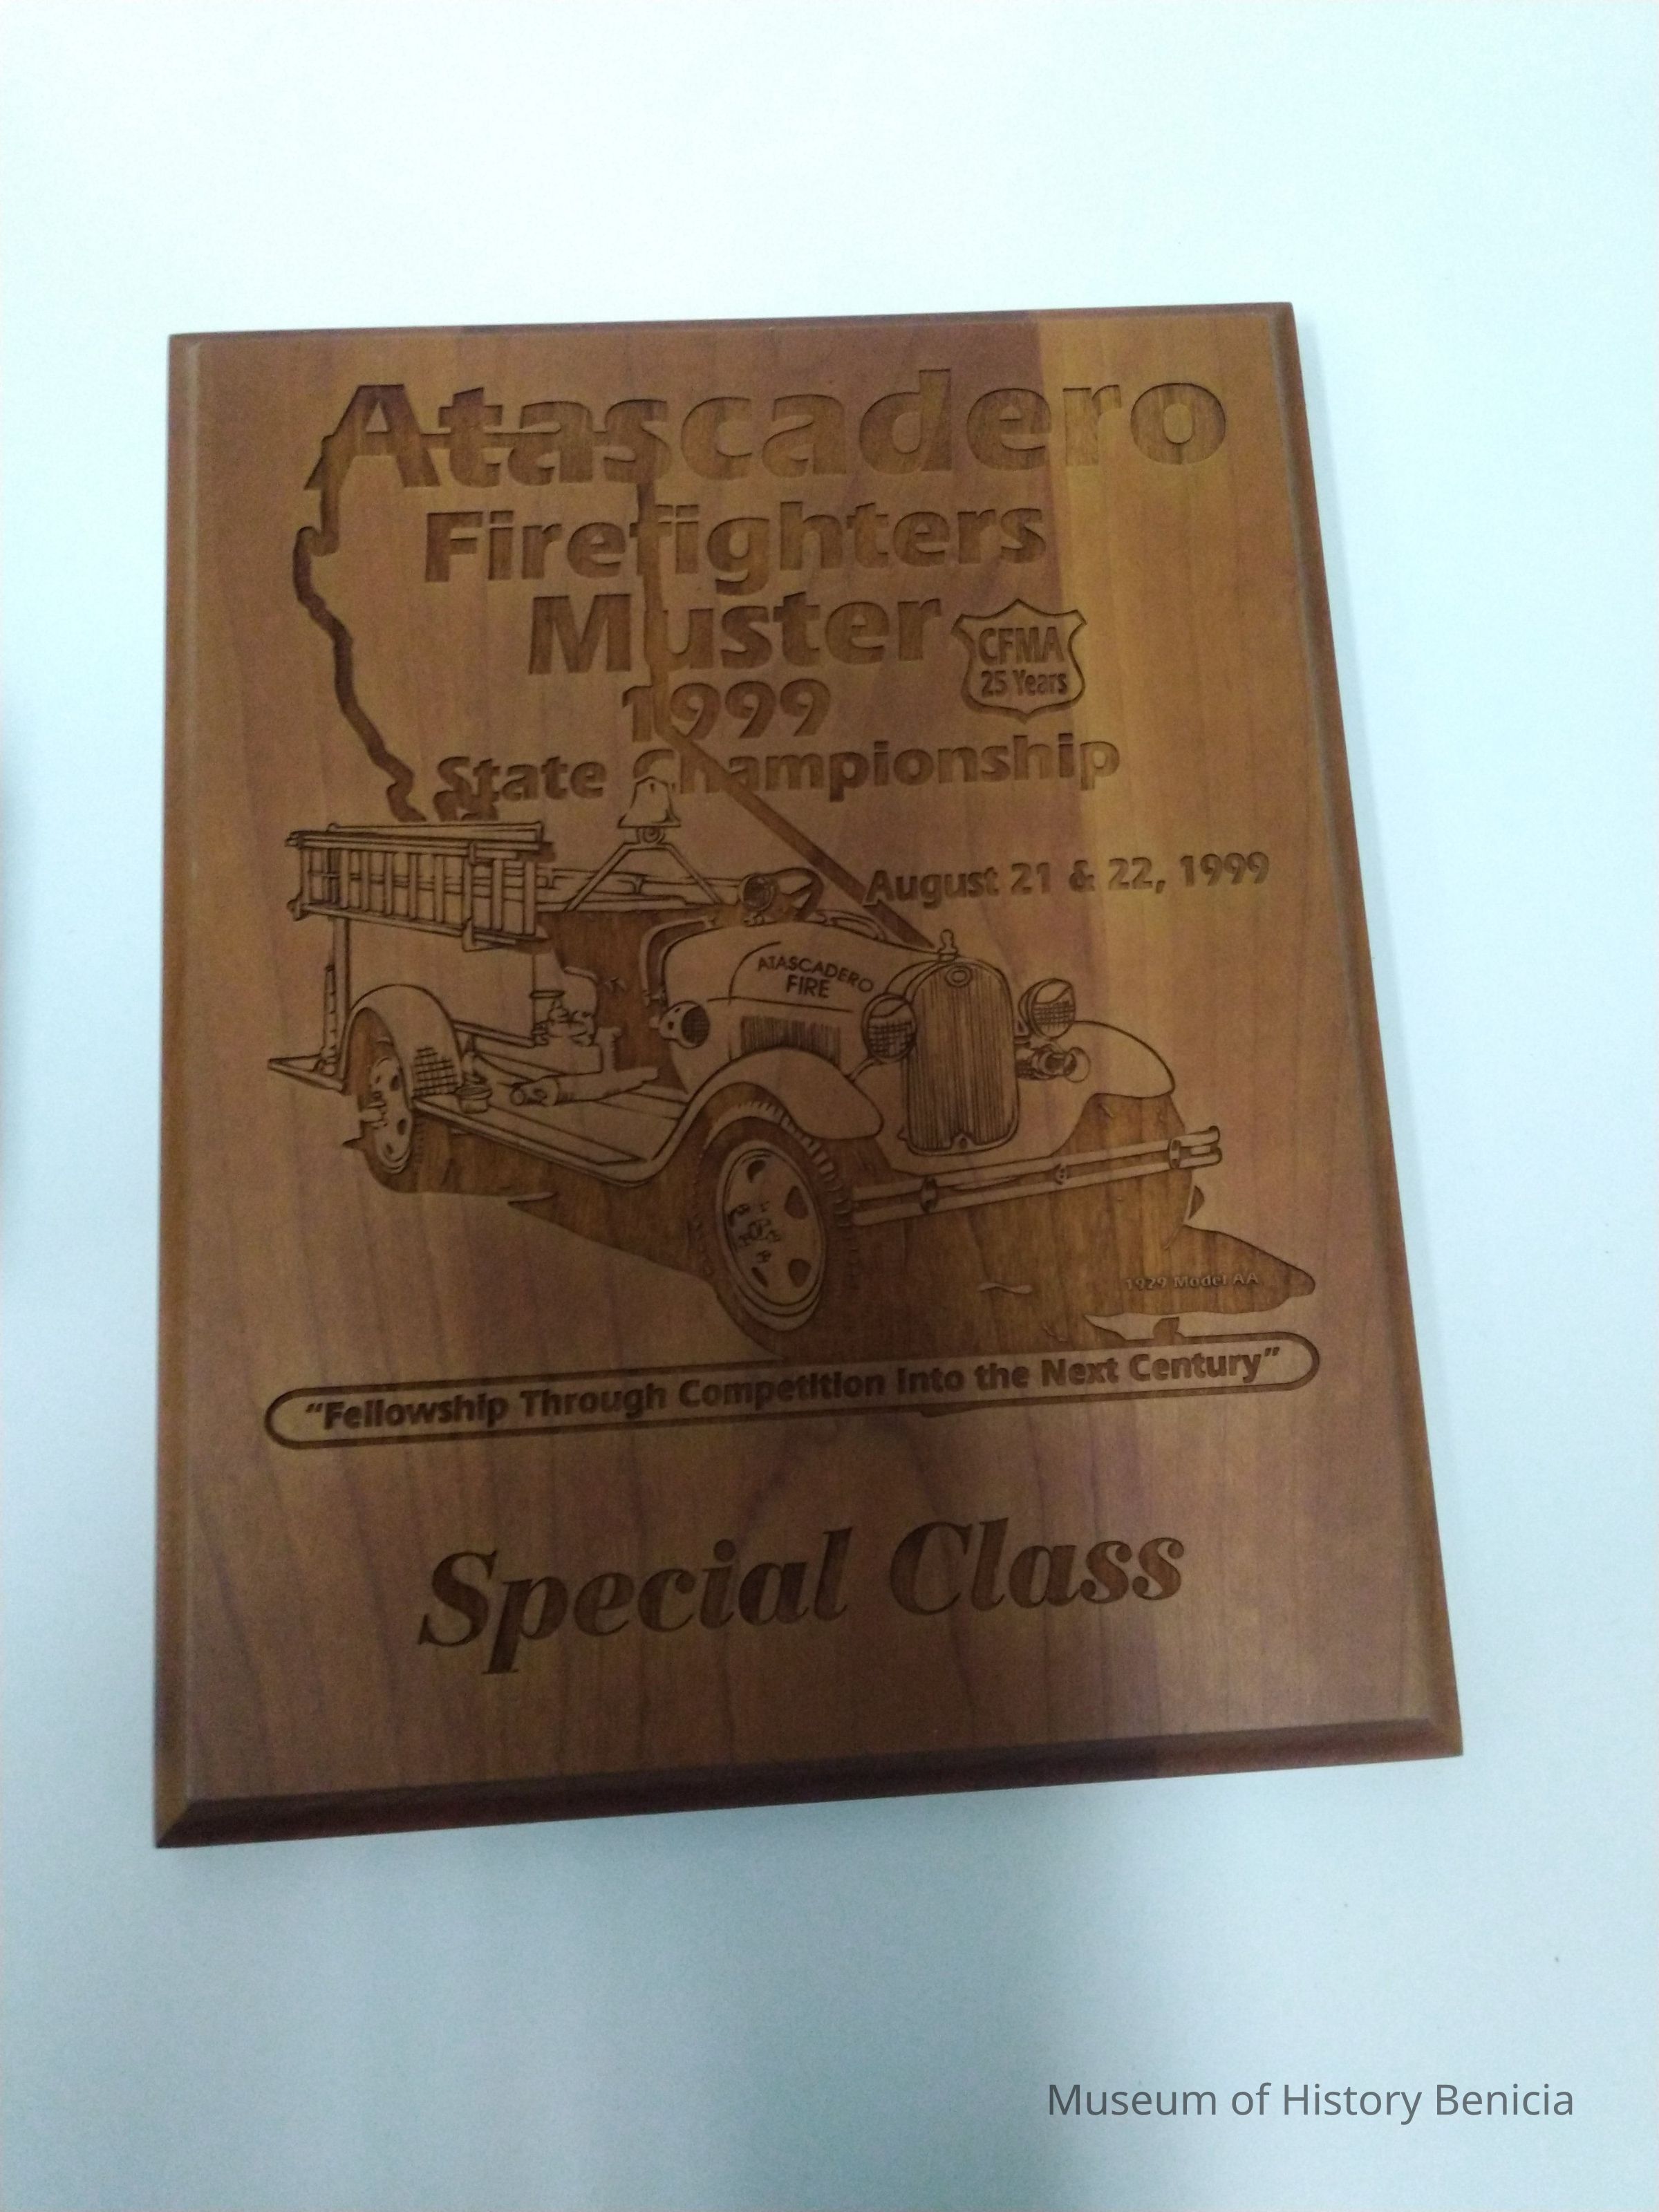 Atascadero
Firefighters
Muster
CFMA
25 Years
1999
State Championship
August 21 & 22, 1999
ATASCADERO
FIRE
1929 Model AA
“Fellowship Through Competition Into the Next Century”
Special Class
Museum of History Benicia